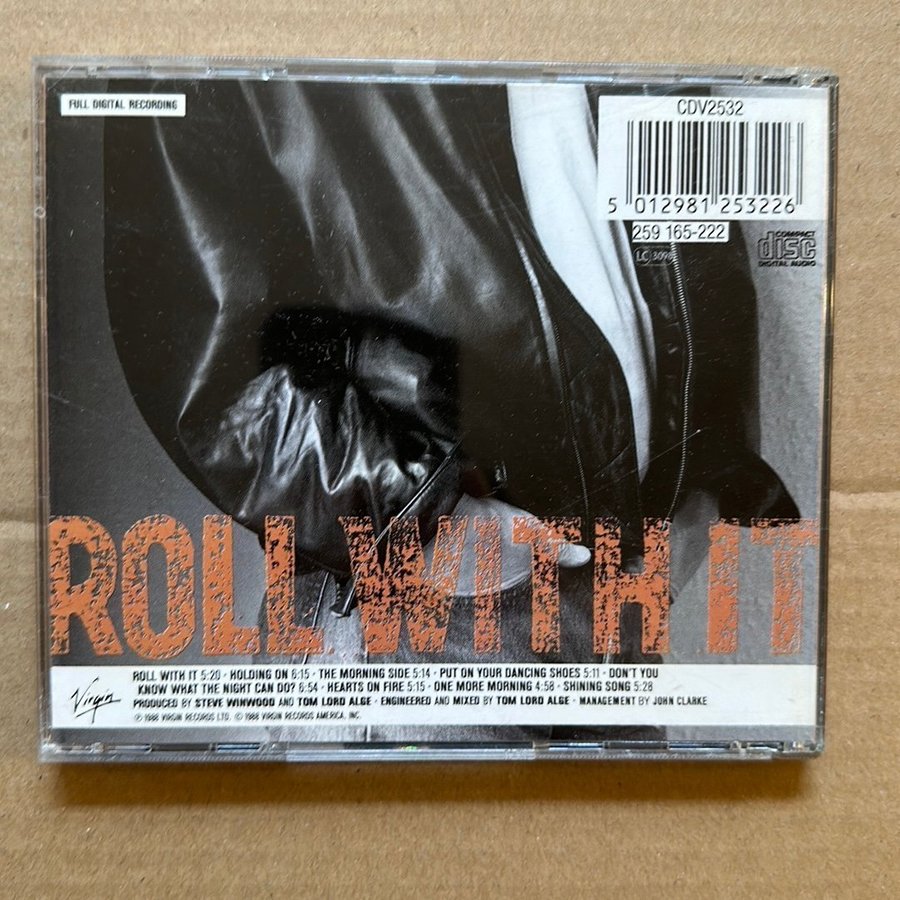 FULL DIGITAL RECORDING
CDV2532
5 012981 253226
259 165-222
LC 3098
COMPACT
disc
DIGITAL AUDIO
ROLL WITH IT
ROLL WITH IT 5:20 · HOLDING ON 6:15 · THE MORNING SIDE 5:14 · PUT ON YOUR DANCING SHOES 5:11 · DON'T YOU
KNOW WHAT THE NIGHT CAN DO? 6:54 · HEARTS ON FIRE 5:15 · ONE MORE MORNING 4:58 · SHINING SONG 5:28
PRODUCED BY STEVE WINWOOD AND TOM LORD ALGE · ENGINEERED AND MIXED BY TOM LORD ALGE · MANAGEMENT BY JOHN CLARKE
℗ 1988 VIRGIN RECORDS LTD. © 1988 VIRGIN RECORDS AMERICA, INC.
Virgin